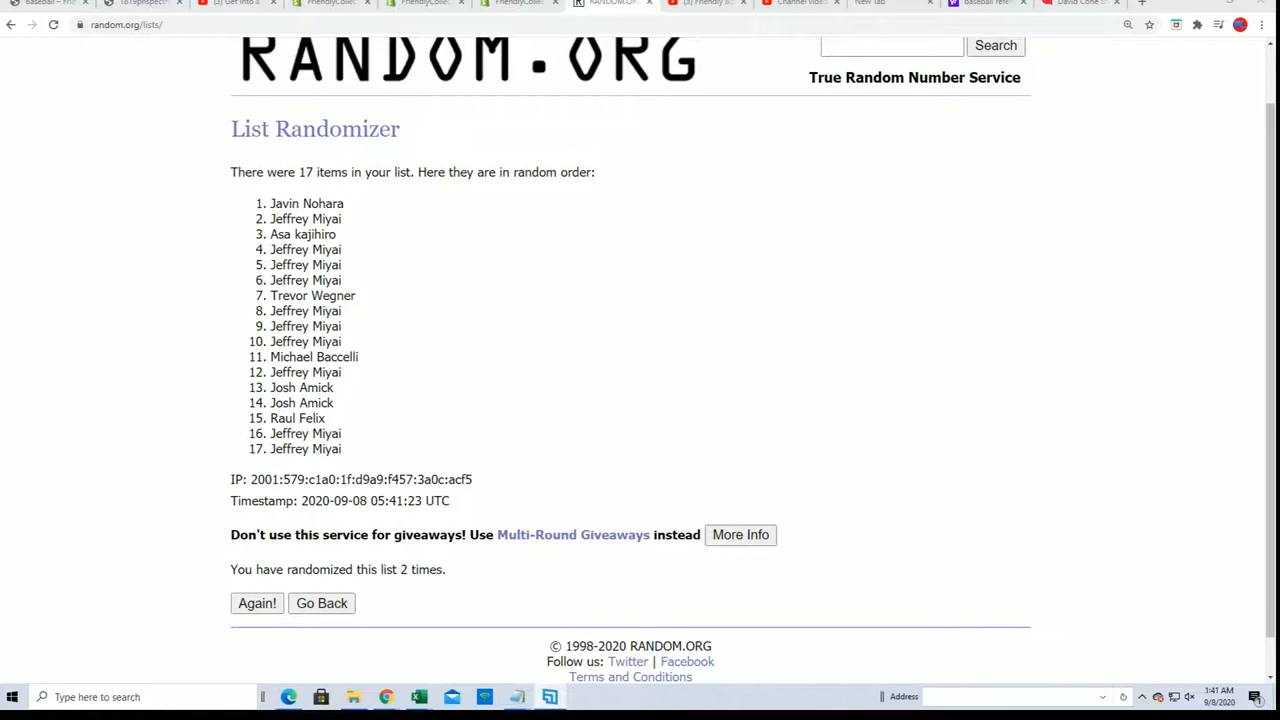 random.org/lists/
RANDOM.ORG
Search
True Random Number Service
List Randomizer
There were 17 items in your list. Here they are in random order:
1. Javin Nohara
2. Jeffrey Miyai
3. Asa kajihiro
4. Jeffrey Miyai
5. Jeffrey Miyai
6. Jeffrey Miyai
7. Trevor Wegner
8. Jeffrey Miyai
9. Jeffrey Miyai
10. Jeffrey Miyai
11. Michael Baccelli
12. Jeffrey Miyai
13. Josh Amick
14. Josh Amick
15. Raul Felix
16. Jeffrey Miyai
17. Jeffrey Miyai
IP: 2001:579:c1a0:1f:d9a9:f457:3a0c:acf5
Timestamp: 2020-09-08 05:41:23 UTC
Don't use this service for giveaways! Use Multi-Round Giveaways instead More Info
You have randomized this list 2 times.
Again! Go Back
© 1998-2020 RANDOM.ORG
Follow us: Twitter | Facebook
Terms and Conditions
Type here to search
Address
1:41 AM
9/8/2020